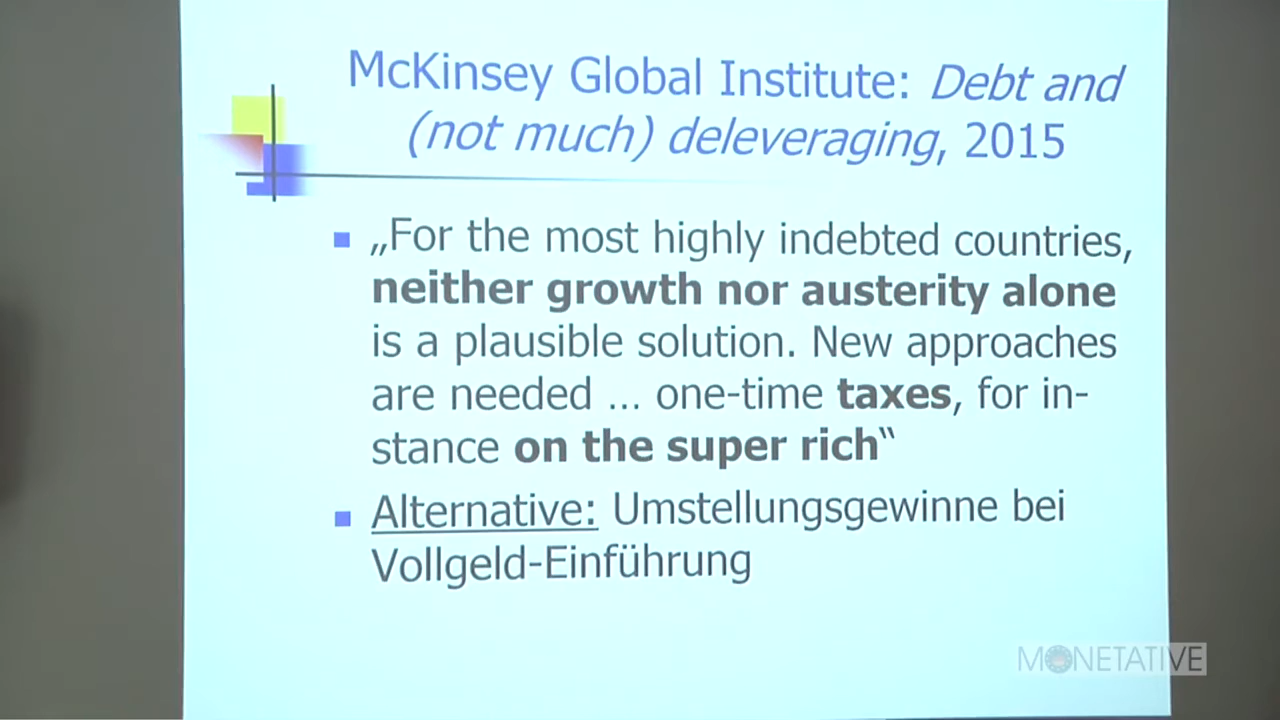 McKinsey Global Institute: Debt and
(not much) deleveraging, 2015
„For the most highly indebted countries,
neither growth nor austerity alone
is a plausible solution. New approaches
are needed ... one-time taxes, for in-
stance on the super rich“
Alternative: Umstellungsgewinne bei
Vollgeld-Einführung
MONETATIVE